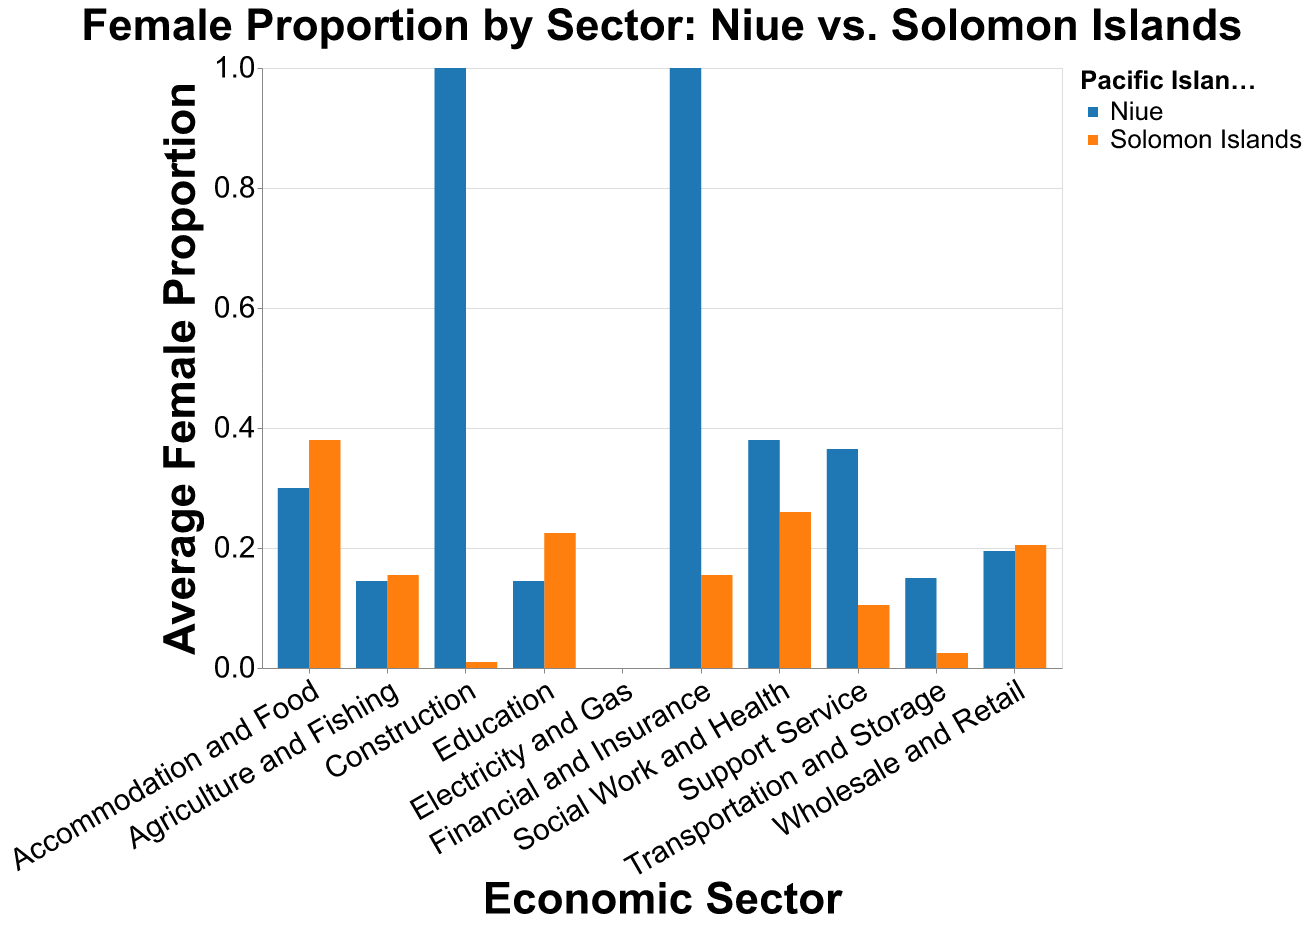 Female Proportion by Sector: Niue vs. Solomon Islands
Pacific Islan…
Niue
Solomon Islands
Average Female Proportion
1.0
0.8
0.6
0.4
0.2
0.0
Accommodation and Food
Agriculture and Fishing
Construction
Education
Electricity and Gas
Financial and Insurance
Social Work and Health
Support Service
Transportation and Storage
Wholesale and Retail
Economic Sector